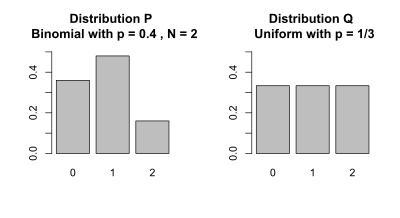 Distribution P
Binomial with p = 0.4 , N = 2
0.4
0.2
0.0
0 1 2
Distribution Q
Uniform with p = 1/3
0.4
0.2
0.0
0 1 2